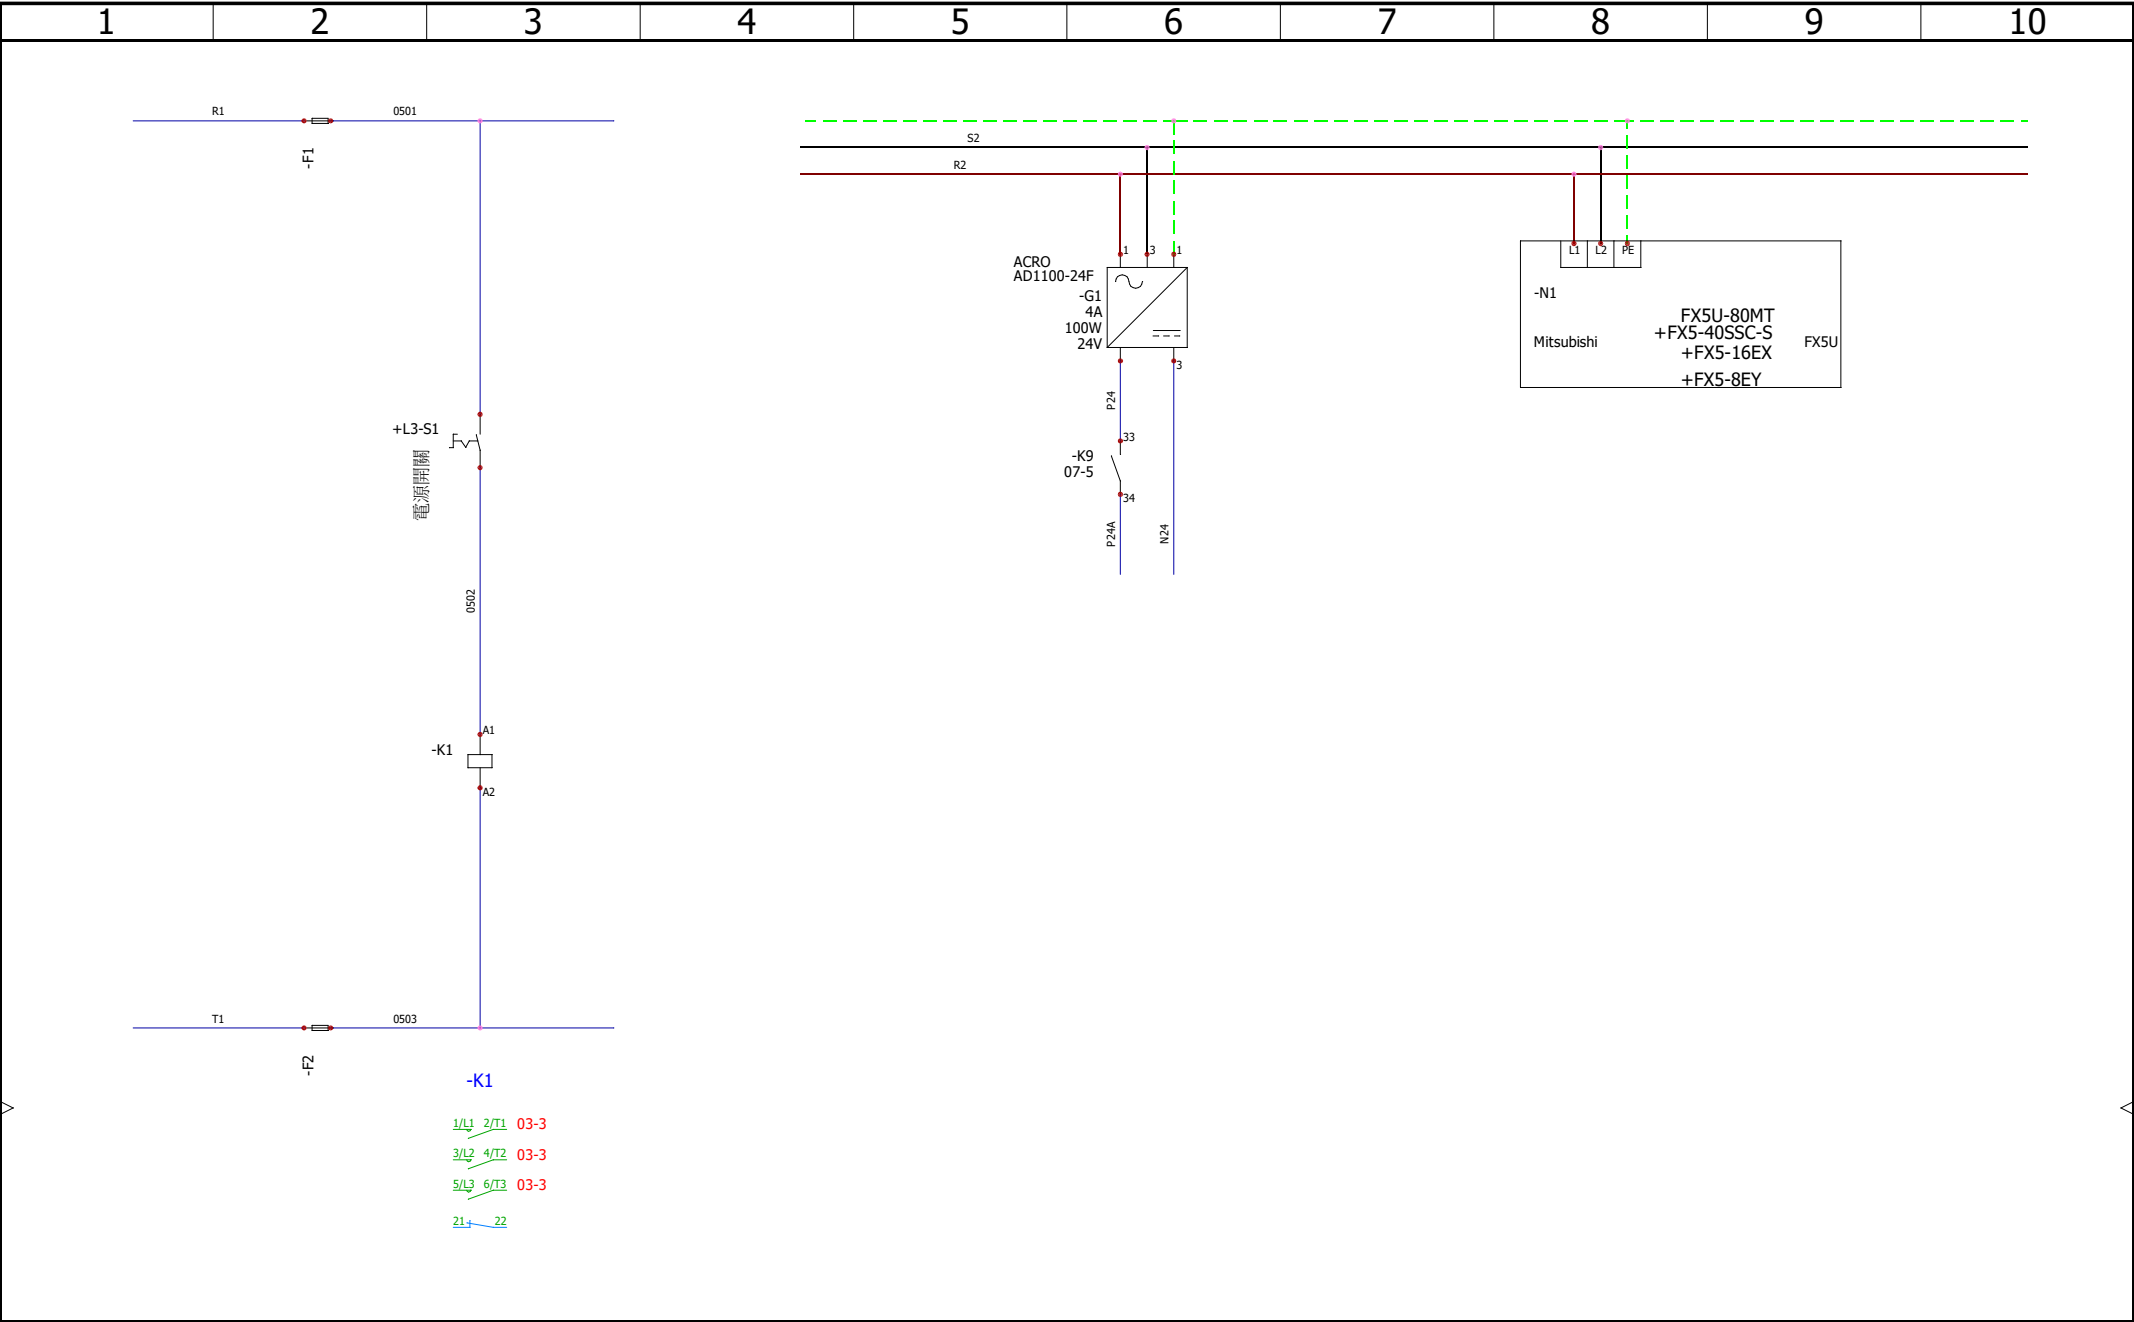 1 2 3 4 5 6 7 8 9 10
R1 0501
-F1
S2
R2
ACRO
AD1100-24F
-G1
4A
100W
24V
1 3 1
3
P24
33
-K9
07-5
34
P24A
N24
L1 L2 PE
-N1
FX5U-80MT
+FX5-40SSC-S
Mitsubishi
FX5U
+FX5-16EX
+FX5-8EY
+L3-S1
電源開關
0502
A1
-K1
A2
T1 0503
-F2
-K1
1/L1 2/T1 03-3
3/L2 4/T2 03-3
5/L3 6/T3 03-3
21 22